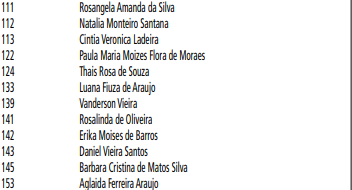 111 Rosangela Amanda da Silva
112 Natalia Monteiro Santana
113 Cintia Veronica Ladeira
122 Paula Maria Moizes Flora de Moraes
124 Thais Rosa de Souza
133 Luana Fiuza de Araujo
139 Vanderson Vieira
141 Rosalinda de Oliveira
142 Erika Moises de Barros
143 Daniel Vieira Santos
145 Barbara Cristina de Matos Silva
153 Aglaida Ferreira Araujo